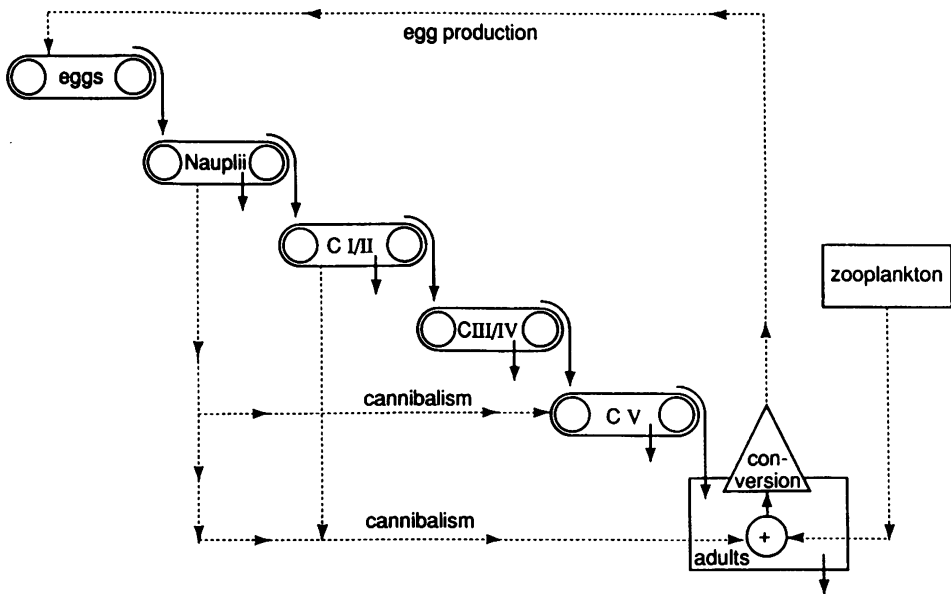 egg production
eggs
Nauplii
C I/II
zooplankton
CIII/IV
cannibalism
C V
con-
version
cannibalism
+
adults